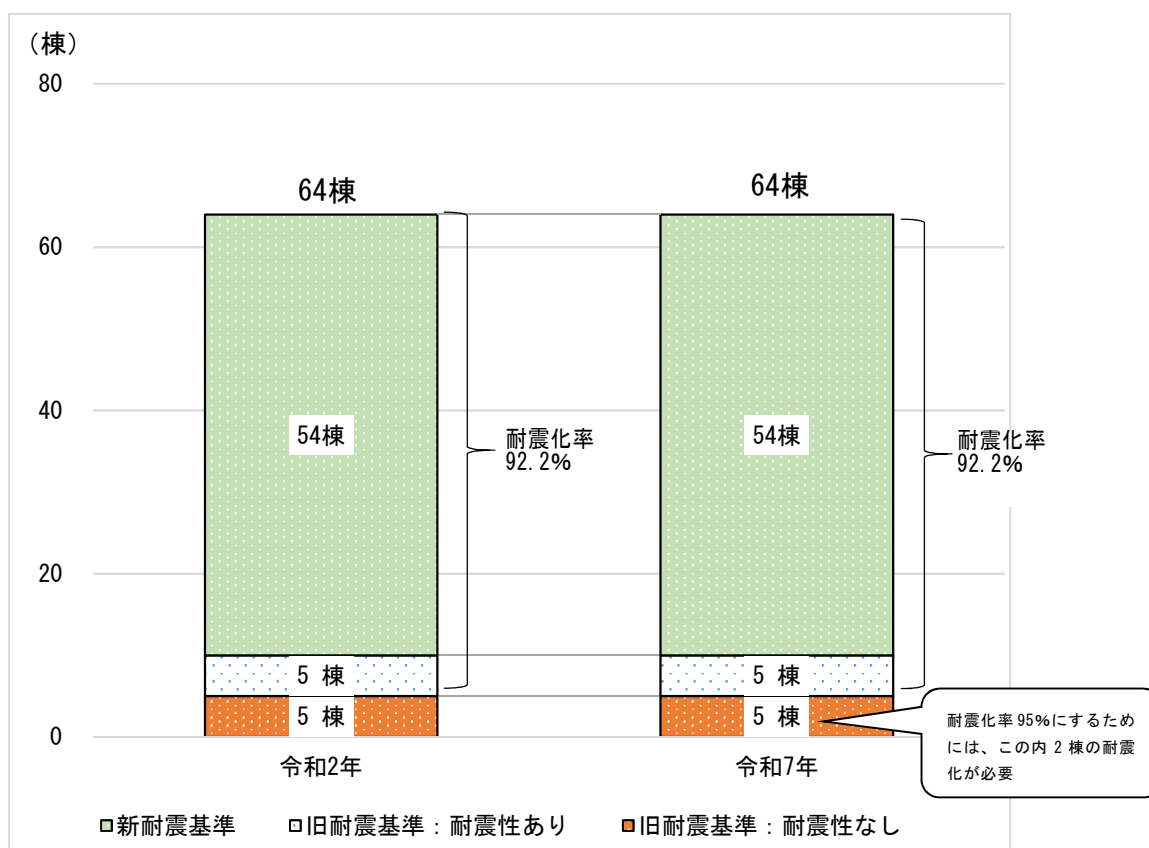 (棟)
80
64棟
64棟
60
54棟
54棟
耐震化率
92.2%
耐震化率
92.2%
40
20
5 棟
5 棟
5 棟
5 棟
耐震化率 95%にするため
には、この内 2 棟の耐震
化が必要
0
令和2年
令和7年
新耐震基準 旧耐震基準：耐震性あり 旧耐震基準：耐震性なし